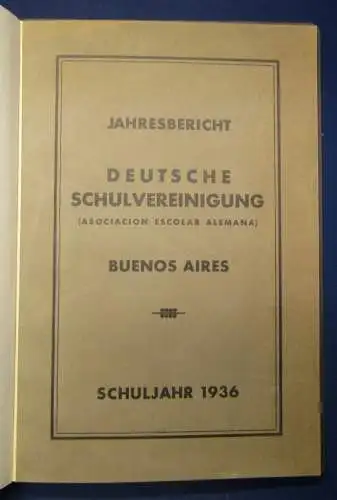 JAHRESBERICHT
DEUTSCHE
SCHULVEREINIGUNG
(ASOCIACION ESCOLAR ALEMANA)
BUENOS AIRES
SCHULJAHR 1936